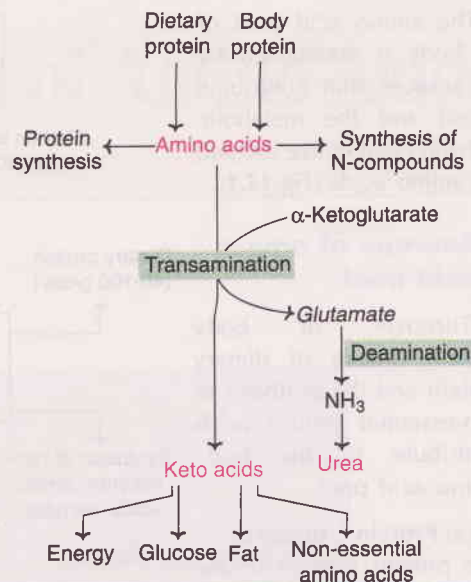 Dietary
protein
Body
protein
Protein
synthesis
Amino acids
Synthesis of
N-compounds
α-Ketoglutarate
Transamination
Glutamate
Deamination
NH3
Keto acids
Urea
Energy
Glucose
Fat
Non-essential
amino acids